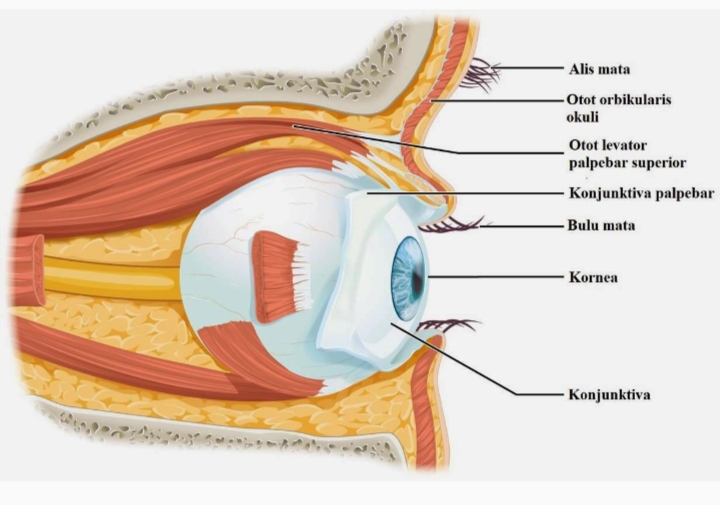 Alis mata
Otot orbikularis
okuli
Otot levator
palpebar superior
Konjunktiva palpebar
Bulu mata
Kornea
Konjunktiva